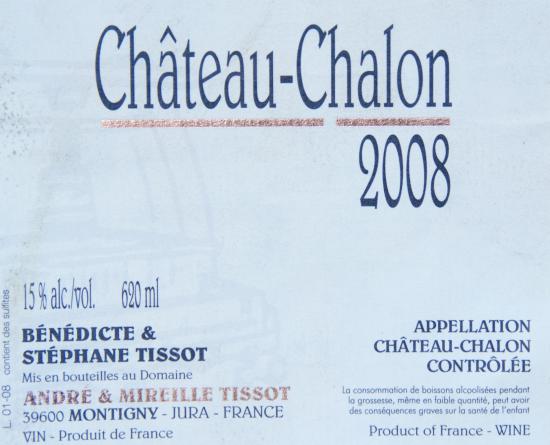 Château-Chalon
2008
15 % alc./vol. 620 ml
BÉNÉDICTE &
STÉPHANE TISSOT
Mis en bouteilles au Domaine
ANDRÉ & MIREILLE TISSOT
39600 MONTIGNY - JURA - FRANCE
VIN - Produit de France
APPELLATION
CHÂTEAU-CHALON
CONTRÔLÉE
La consommation de boissons alcoolisées pendant
la grossesse, même en faible quantité, peut avoir
des conséquences graves sur la santé de l'enfant
Product of France - WINE
L. 01-08 contient des sulfites